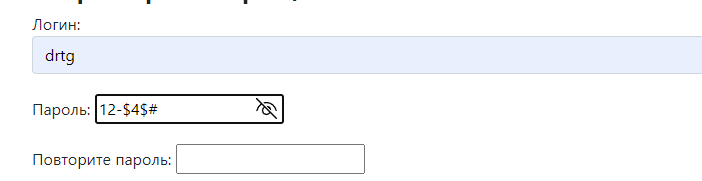 Логин:
drtg
Пароль: 12-$4$#
Повторите пароль: